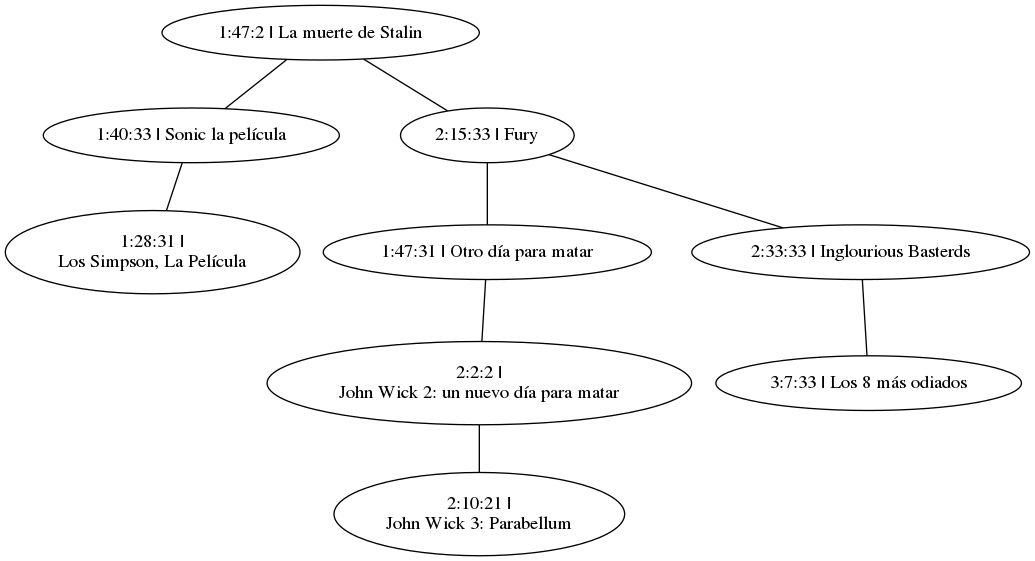 1:47:2 | La muerte de Stalin
1:40:33 | Sonic la película
2:15:33 | Fury
1:28:31 |
Los Simpson, La Película
1:47:31 | Otro día para matar
2:33:33 | Inglourious Basterds
2:2:2 |
John Wick 2: un nuevo día para matar
3:7:33 | Los 8 más odiados
2:10:21 |
John Wick 3: Parabellum